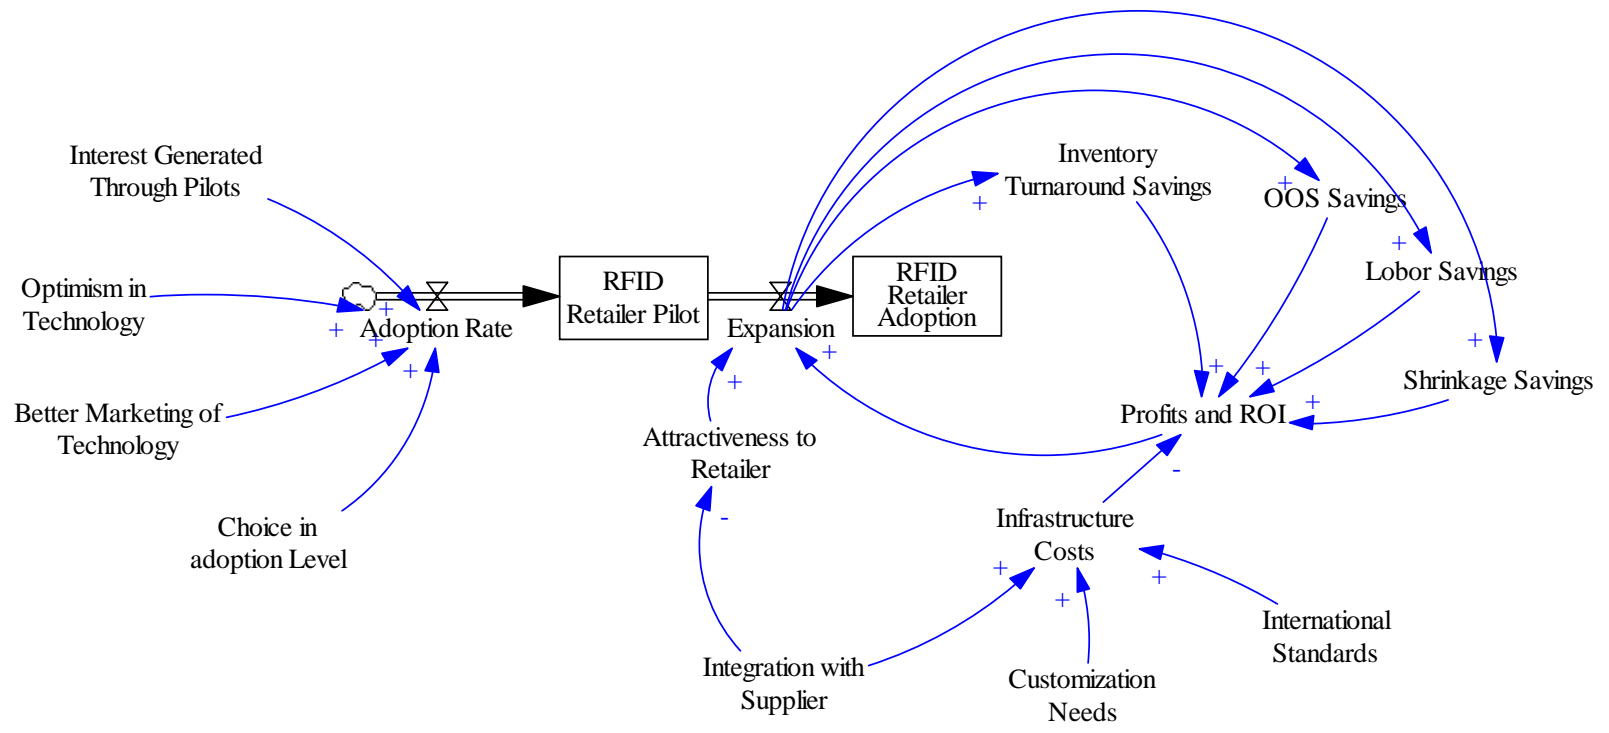 Interest Generated
Through Pilots
Optimism in
Technology
Better Marketing of
Technology
Choice in
adoption Level
+
+
+
+
Adoption Rate
RFID
Retailer Pilot
Expansion
RFID
Retailer
Adoption
+
+
Attractiveness to
Retailer
-
Integration with
Supplier
Inventory
Turnaround Savings
+
OOS Savings
+
Lobor Savings
+
Shrinkage Savings
+
+
+
+
Profits and ROI
-
Infrastructure
Costs
+
+
+
Customization
Needs
International
Standards